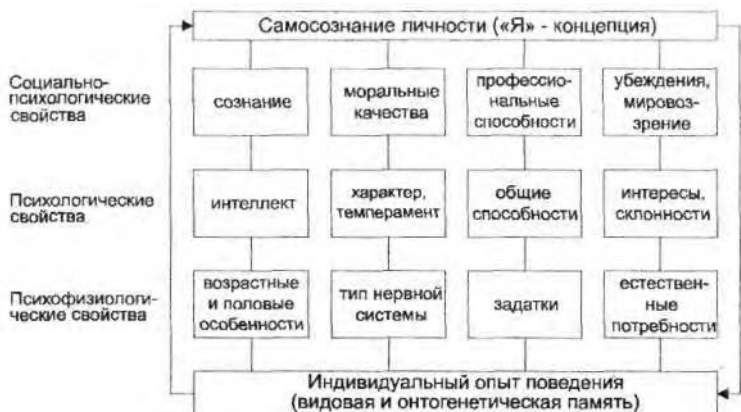 Самосознание личности («Я» - концепция)
Социально-
психологические
свойства
сознание
моральные
качества
профессио-
нальные
способности
убеждения,
мировоз-
зрение
Психологические
свойства
интеллект
характер,
темперамент
общие
способности
интересы,
склонности
Психофизиологи-
ческие свойства
возрастные
и половые
особенности
тип нервной
системы
задатки
естествен-
ные
потребности
Индивидуальный опыт поведения
(видовая и онтогенетическая память)